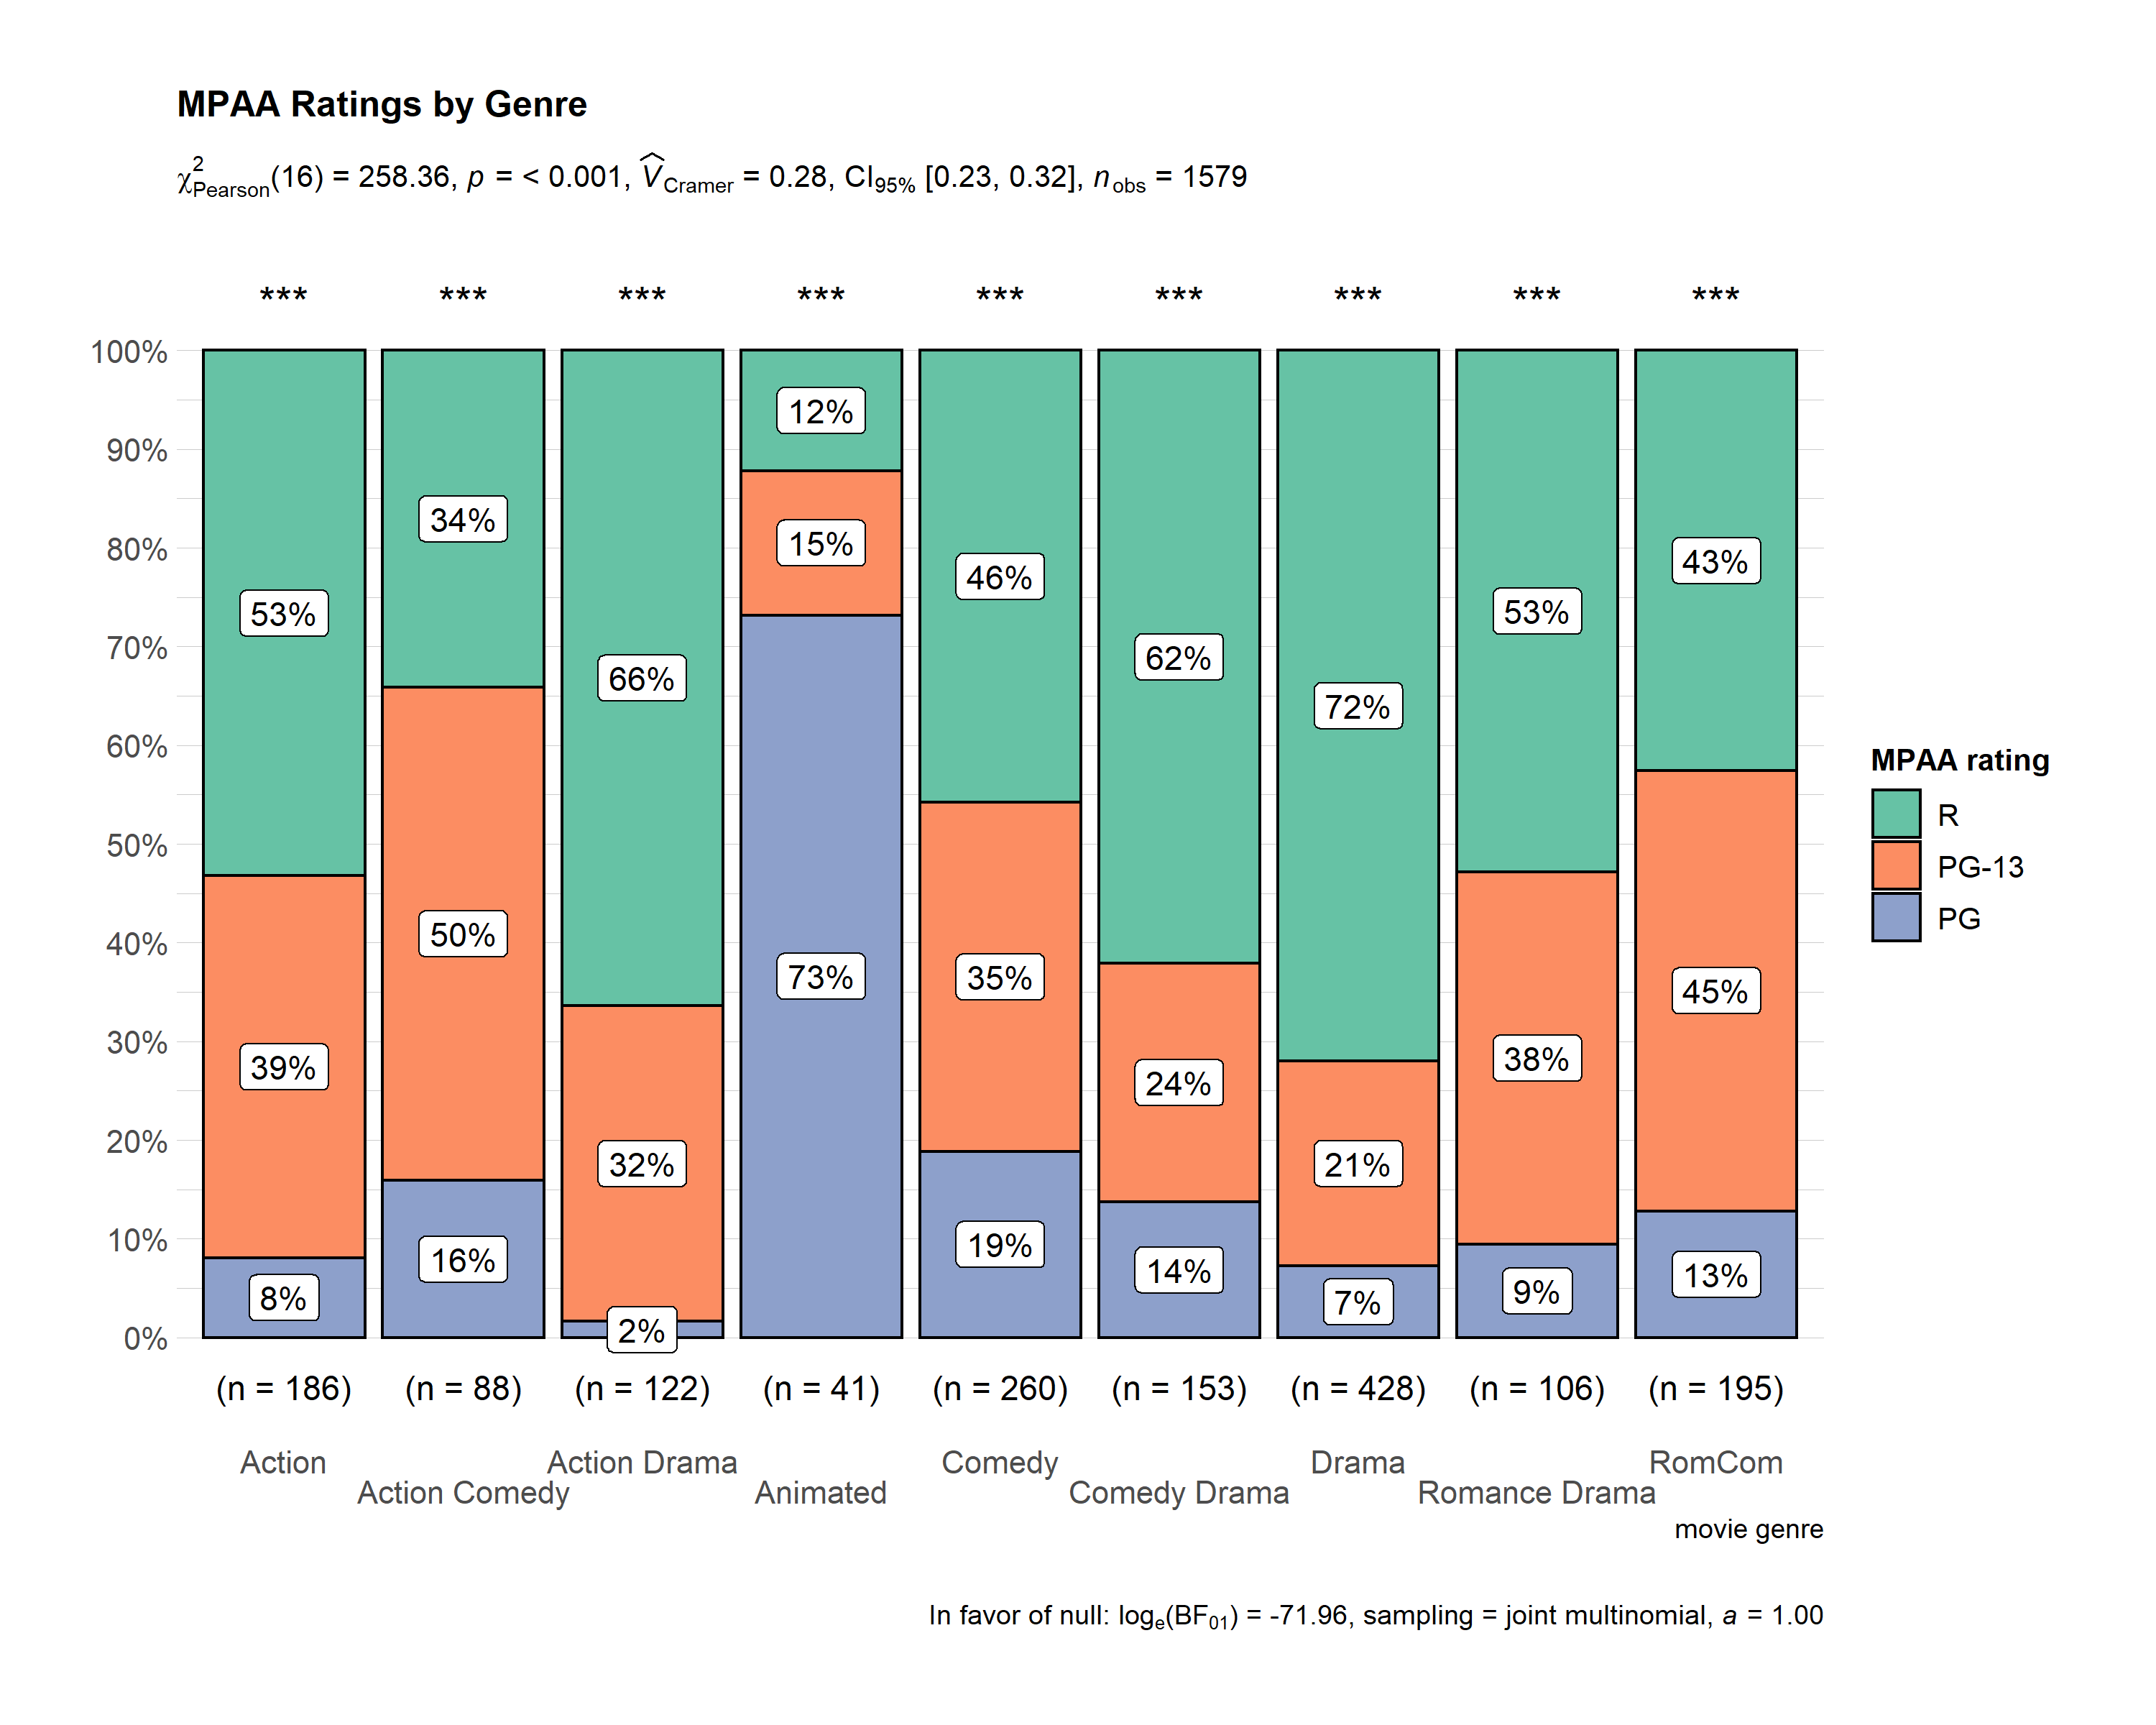 MPAA Ratings by Genre
χ²Pearson(16) = 258.36, p = < 0.001, V̂Cramer = 0.28, CI95% [0.23, 0.32], nobs = 1579
*** *** *** *** *** *** *** *** ***
100%
90%
80%
70%
60%
50%
40%
30%
20%
10%
0%
53% 34% 66% 12% 46% 62% 72% 53% 43%
39% 50% 32% 15% 35% 24% 21% 38% 45%
8% 16% 2% 73% 19% 14% 7% 9% 13%
(n = 186) (n = 88) (n = 122) (n = 41) (n = 260) (n = 153) (n = 428) (n = 106) (n = 195)
Action Action Drama Comedy Drama RomCom
Action Comedy Animated Comedy Drama Romance Drama
movie genre
MPAA rating
R
PG-13
PG
In favor of null: loge(BF01) = -71.96, sampling = joint multinomial, a = 1.00